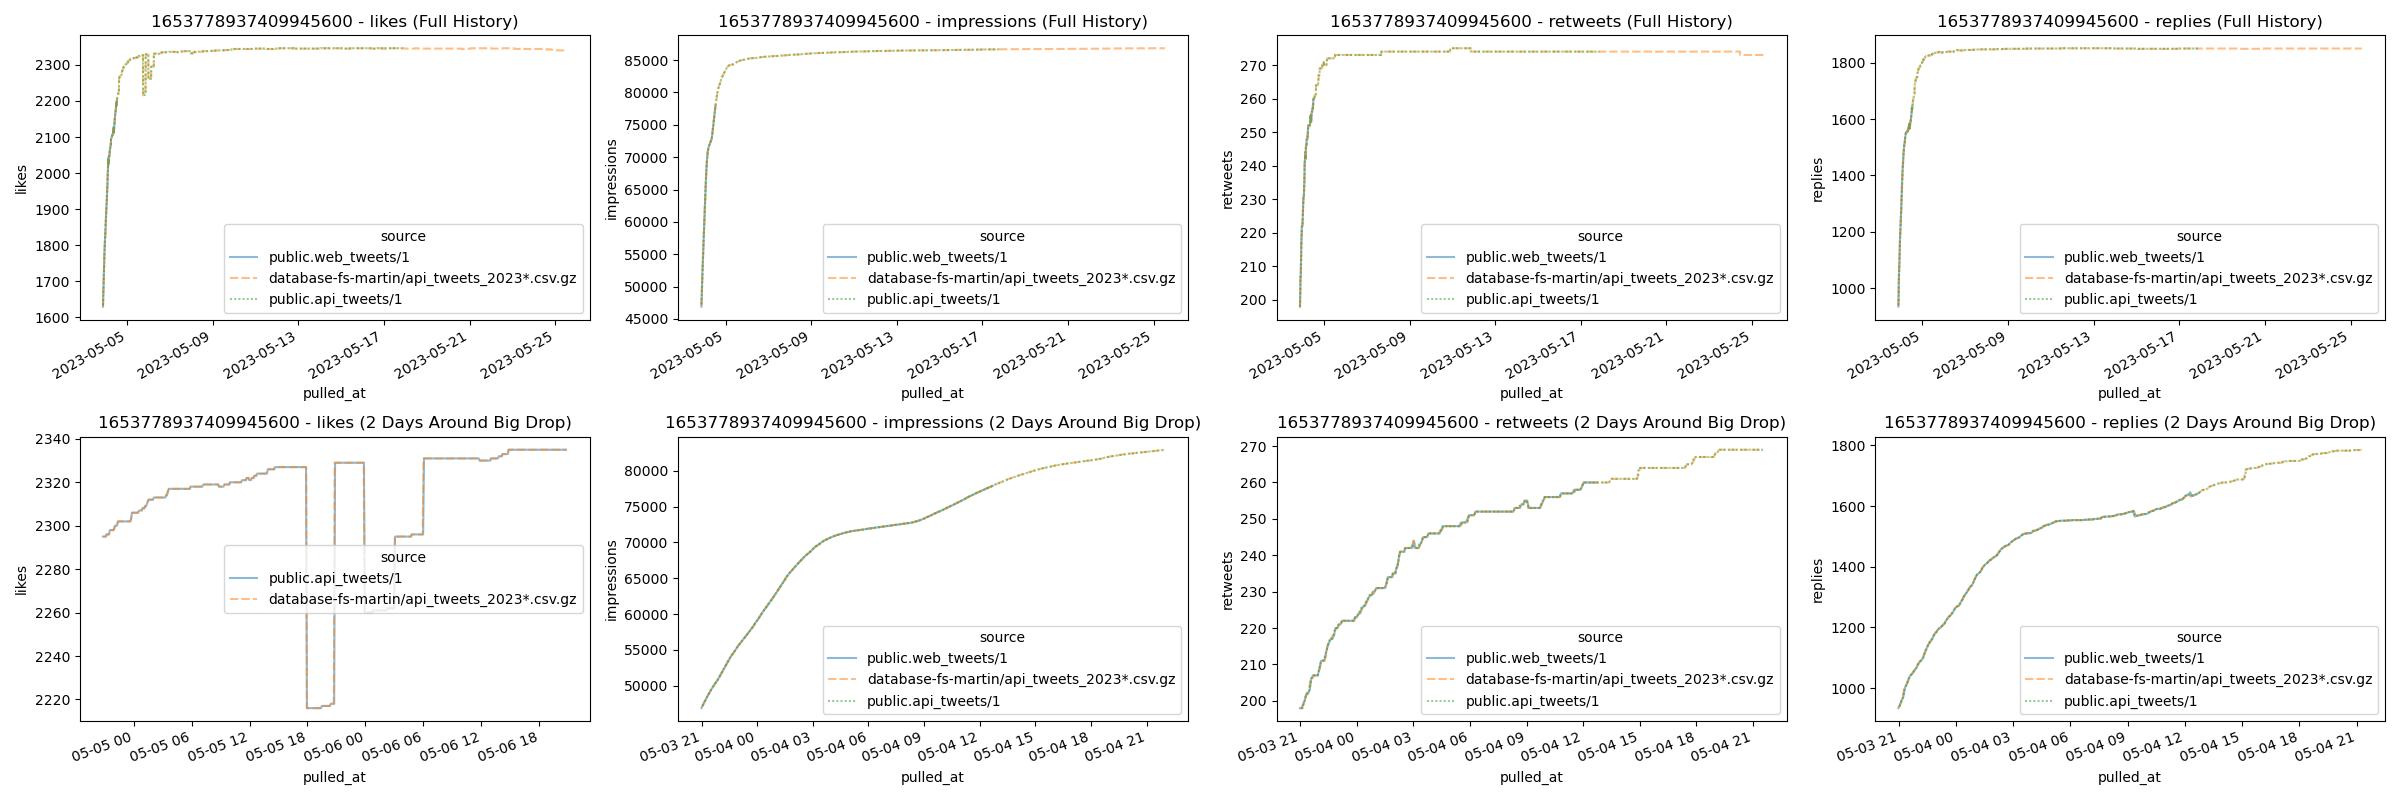 1653778937409945600 - likes (Full History)
likes
2300
2200
2100
2000
1900
1800
1700
1600
2023-05-05
2023-05-09
2023-05-13
2023-05-17
2023-05-21
2023-05-25
pulled_at
source
public.web_tweets/1
database-fs-martin/api_tweets_2023*.csv.gz
public.api_tweets/1
1653778937409945600 - impressions (Full History)
impressions
85000
80000
75000
70000
65000
60000
55000
50000
45000
2023-05-05
2023-05-09
2023-05-13
2023-05-17
2023-05-21
2023-05-25
pulled_at
source
public.web_tweets/1
database-fs-martin/api_tweets_2023*.csv.gz
public.api_tweets/1
1653778937409945600 - retweets (Full History)
retweets
270
260
250
240
230
220
210
200
2023-05-05
2023-05-09
2023-05-13
2023-05-17
2023-05-21
2023-05-25
pulled_at
source
public.web_tweets/1
database-fs-martin/api_tweets_2023*.csv.gz
public.api_tweets/1
1653778937409945600 - replies (Full History)
replies
1800
1600
1400
1200
1000
2023-05-05
2023-05-09
2023-05-13
2023-05-17
2023-05-21
2023-05-25
pulled_at
source
public.web_tweets/1
database-fs-martin/api_tweets_2023*.csv.gz
public.api_tweets/1
1653778937409945600 - likes (2 Days Around Big Drop)
likes
2340
2320
2300
2280
2260
2240
2220
05-05 00
05-05 06
05-05 12
05-05 18
05-06 00
05-06 06
05-06 12
05-06 18
pulled_at
source
public.api_tweets/1
database-fs-martin/api_tweets_2023*.csv.gz
1653778937409945600 - impressions (2 Days Around Big Drop)
impressions
80000
75000
70000
65000
60000
55000
50000
05-03 21
05-04 00
05-04 03
05-04 06
05-04 09
05-04 12
05-04 15
05-04 18
05-04 21
pulled_at
source
public.web_tweets/1
database-fs-martin/api_tweets_2023*.csv.gz
public.api_tweets/1
1653778937409945600 - retweets (2 Days Around Big Drop)
retweets
270
260
250
240
230
220
210
200
05-03 21
05-04 00
05-04 03
05-04 06
05-04 09
05-04 12
05-04 15
05-04 18
05-04 21
pulled_at
source
public.web_tweets/1
database-fs-martin/api_tweets_2023*.csv.gz
public.api_tweets/1
1653778937409945600 - replies (2 Days Around Big Drop)
replies
1800
1600
1400
1200
1000
05-03 21
05-04 00
05-04 03
05-04 06
05-04 09
05-04 12
05-04 15
05-04 18
05-04 21
pulled_at
source
public.web_tweets/1
database-fs-martin/api_tweets_2023*.csv.gz
public.api_tweets/1